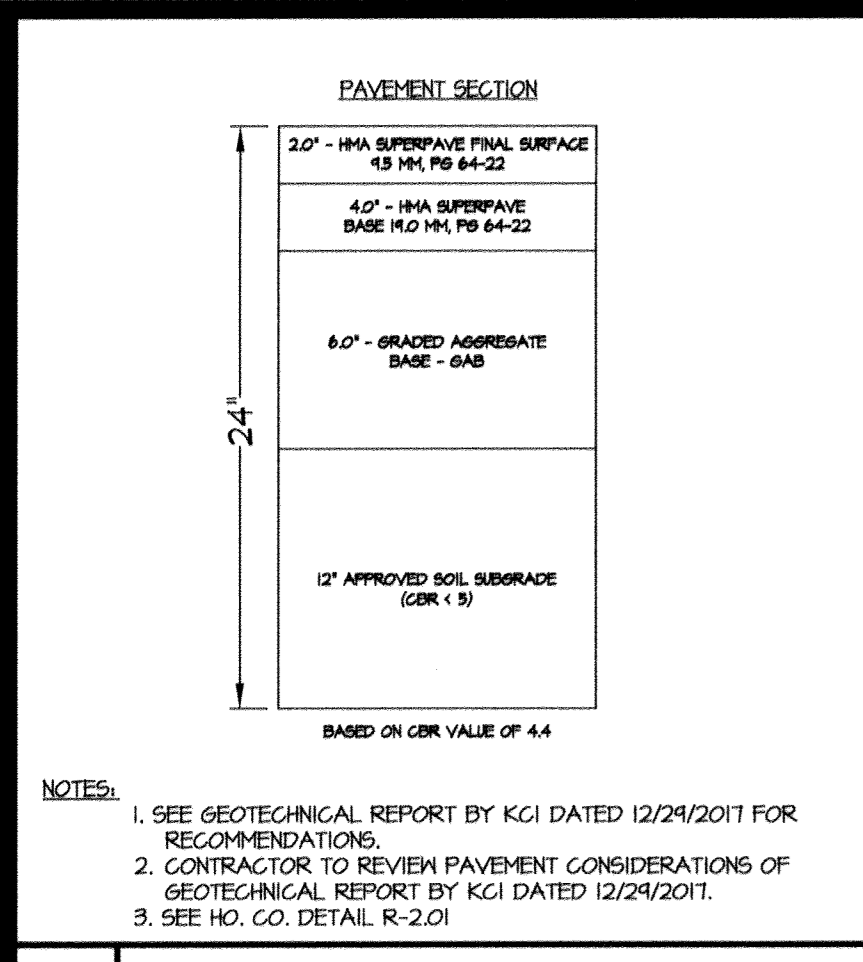 PAVEMENT SECTION
2.0" - HMA SUPERPAVE FINAL SURFACE
9.5 MM, PG 64-22
4.0" - HMA SUPERPAVE
BASE 19.0 MM, PG 64-22
6.0" - GRADED AGGREGATE
BASE - GAB
24"
12" APPROVED SOIL SUBGRADE
(CBR < 5)
BASED ON CBR VALUE OF 4.4
NOTES:
1. SEE GEOTECHNICAL REPORT BY KCI DATED 12/29/2017 FOR
RECOMMENDATIONS.
2. CONTRACTOR TO REVIEW PAVEMENT CONSIDERATIONS OF
GEOTECHNICAL REPORT BY KCI DATED 12/29/2017.
3. SEE HO. CO. DETAIL R-2.01